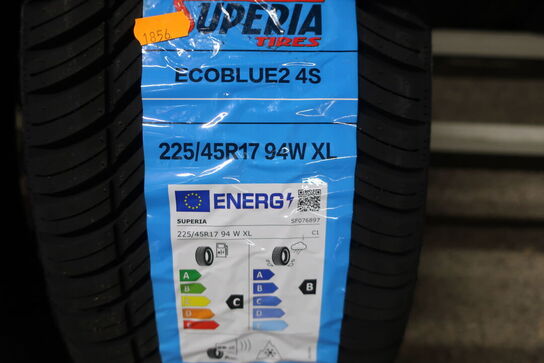 1856
SUPERIA
TIRES
ECOBLUE2 4S
225/45R17 94W XL
ENERG
SUPERIA SF076897
225/45R17 94 W XL C1
A A
B B
C C
D D
E E
C B